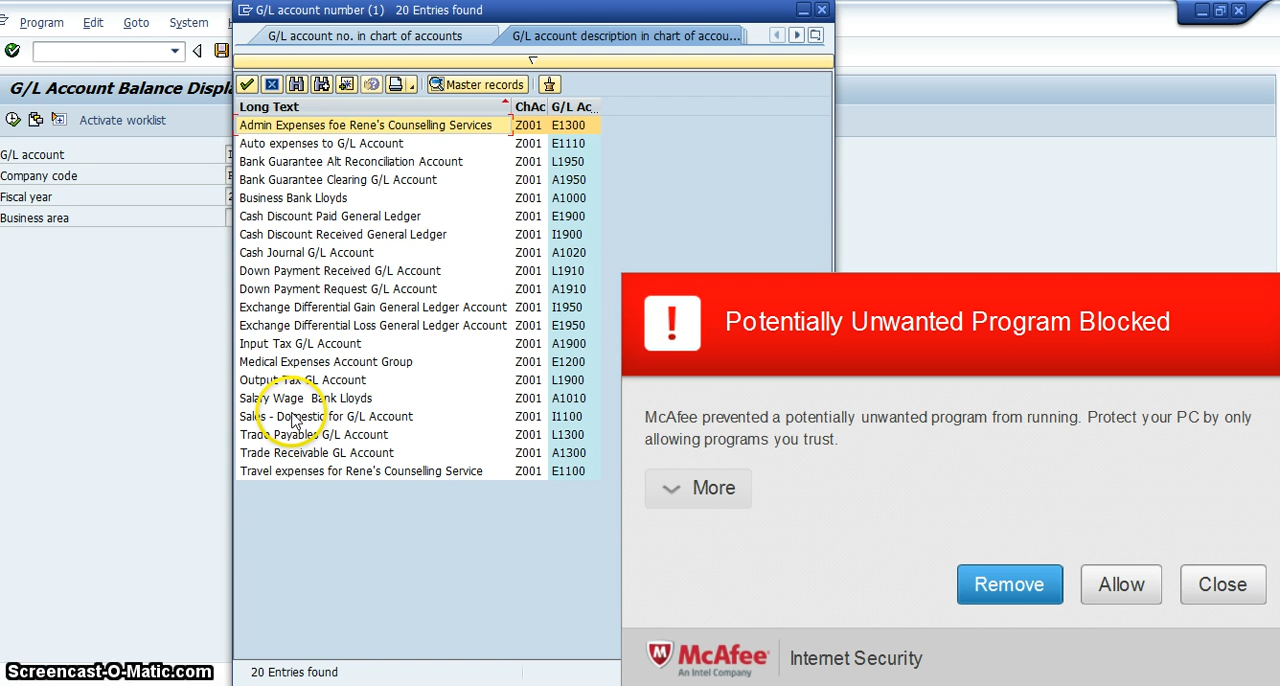 G/L account number (1) 20 Entries found
Program Edit Goto System
G/L account no. in chart of accounts G/L account description in chart of accou...
G/L Account Balance Displ
Master records
Activate worklist
Long Text ChAc G/L Ac...
Admin Expenses foe Rene's Counselling Services Z001 E1300
Auto expenses to G/L Account Z001 E1110
Bank Guarantee Alt Reconciliation Account Z001 L1950
Bank Guarantee Clearing G/L Account Z001 A1950
Business Bank Lloyds Z001 A1000
Cash Discount Paid General Ledger Z001 E1900
Cash Discount Received General Ledger Z001 I1900
Cash Journal G/L Account Z001 A1020
Down Payment Received G/L Account Z001 L1910
Down Payment Request G/L Account Z001 A1910
Exchange Differential Gain General Ledger Account Z001 I1950
Exchange Differential Loss General Ledger Account Z001 E1950
Input Tax G/L Account Z001 A1900
Medical Expenses Account Group Z001 E1200
Output Tax GL Account Z001 L1900
Salary Wage Bank Lloyds Z001 A1010
Sales - Domestic for G/L Account Z001 I1100
Trade Payables G/L Account Z001 L1300
Trade Receivable GL Account Z001 A1300
Travel expenses for Rene's Counselling Service Z001 E1100
G/L account
Company code
Fiscal year
Business area
20 Entries found
Potentially Unwanted Program Blocked
McAfee prevented a potentially unwanted program from running. Protect your PC by only
allowing programs you trust.
More
Remove Allow Close
McAfee Internet Security
An Intel Company
Screencast-O-Matic.com